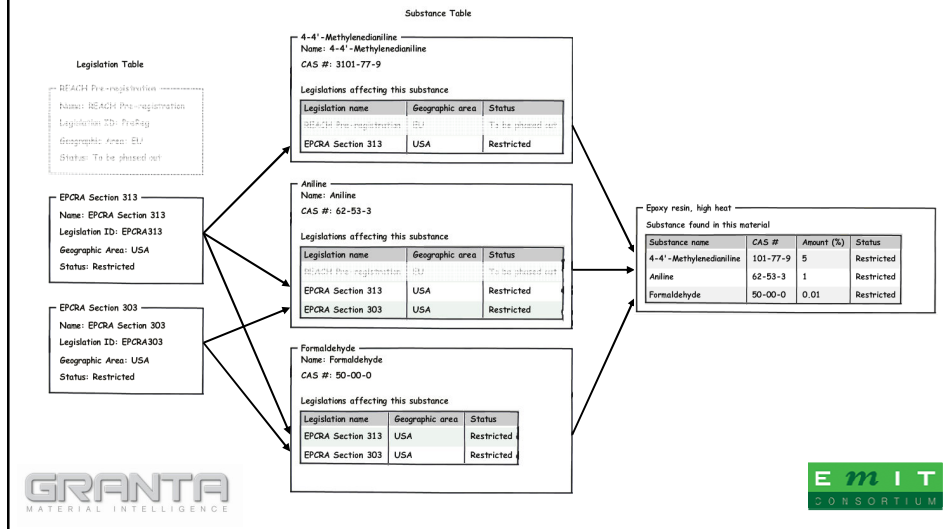 Substance Table
Legislation Table
REACH Pre-registration
Name: REACH Pre-registration
Legislation ID: PreReg
Geographic Area: EU
Status: To be phased out
EPCRA Section 313
Name: EPCRA Section 313
Legislation ID: EPCRA313
Geographic Area: USA
Status: Restricted
EPCRA Section 303
Name: EPCRA Section 303
Legislation ID: EPCRA303
Geographic Area: USA
Status: Restricted
4-4'-Methylenedianiline
Name: 4-4'-Methylenedianiline
CAS #: 3101-77-9
Legislations affecting this substance
Legislation name Geographic area Status
REACH Pre-registration EU To be phased out
EPCRA Section 313 USA Restricted
Aniline
Name: Aniline
CAS #: 62-53-3
Legislations affecting this substance
Legislation name Geographic area Status
REACH Pre-registration EU To be phased out
EPCRA Section 313 USA Restricted
EPCRA Section 303 USA Restricted
Formaldehyde
Name: Formaldehyde
CAS #: 50-00-0
Legislations affecting this substance
Legislation name Geographic area Status
EPCRA Section 313 USA Restricted
EPCRA Section 303 USA Restricted
Epoxy resin, high heat
Substance found in this material
Substance name CAS # Amount (%) Status
4-4'-Methylenedianiline 101-77-9 5 Restricted
Aniline 62-53-3 1 Restricted
Formaldehyde 50-00-0 0.01 Restricted
GRANTA
MATERIAL INTELLIGENCE
EmIT
CONSORTIUM